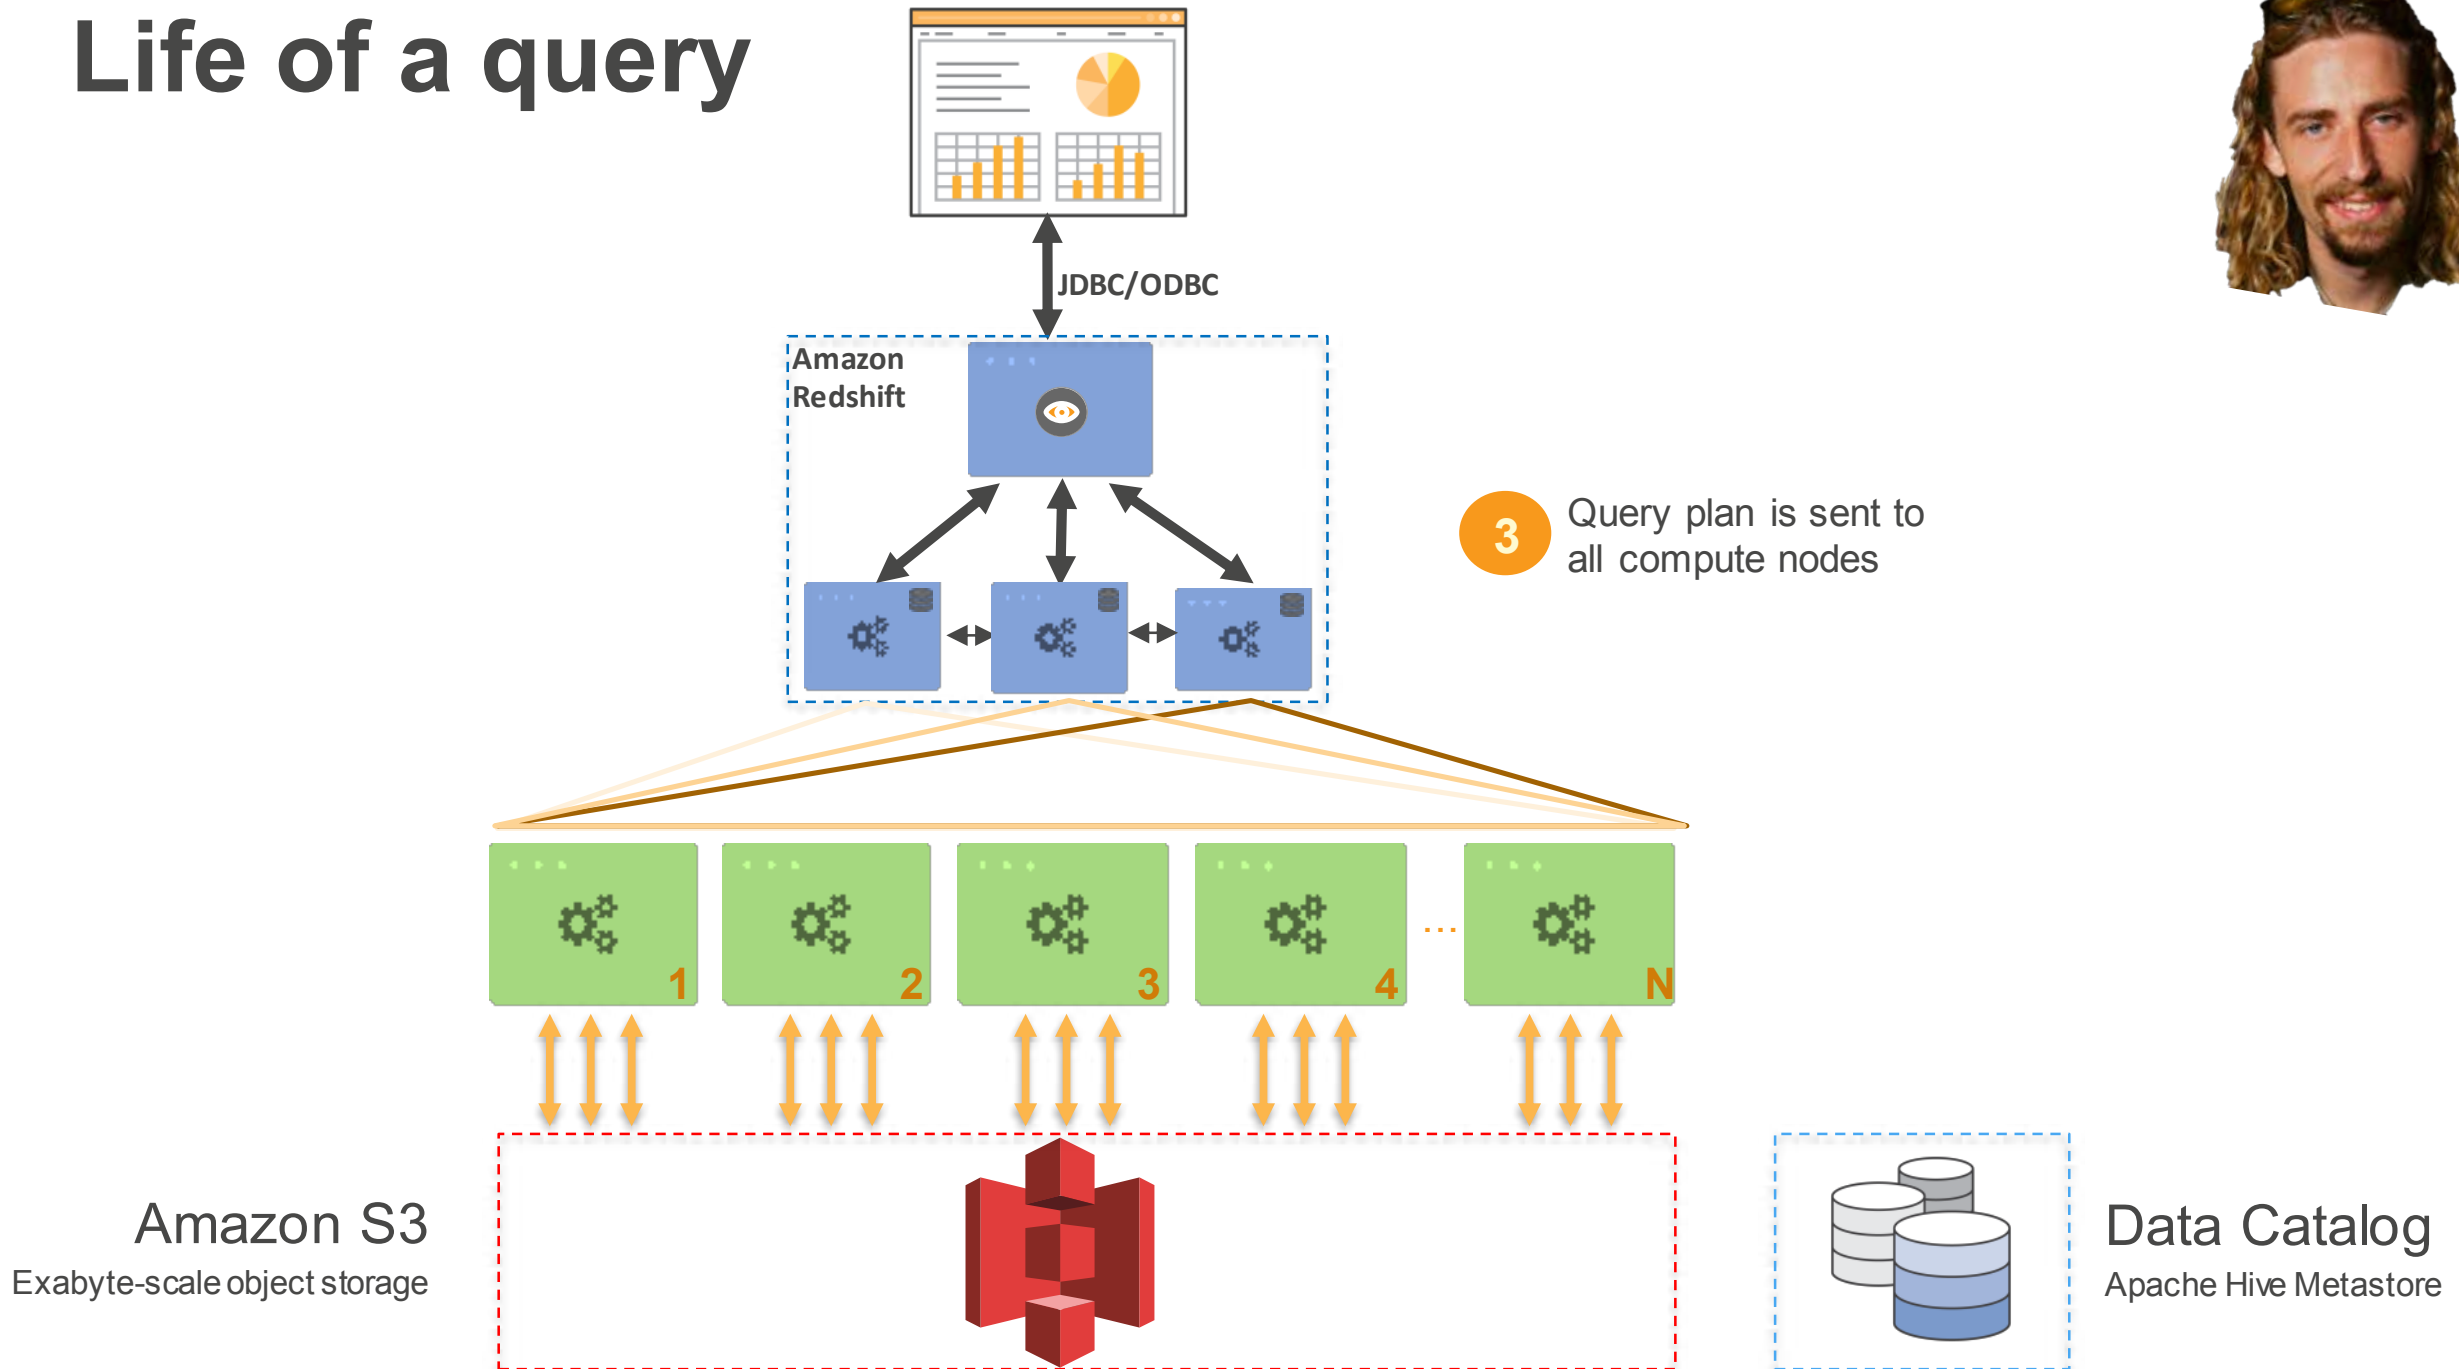 Life of a query
JDBC/ODBC
Amazon
Redshift
3
Query plan is sent to
all compute nodes
1
2
3
4
...
N
Amazon S3
Exabyte-scale object storage
Data Catalog
Apache Hive Metastore